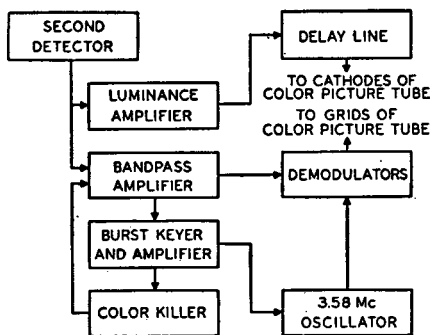 SECOND
DETECTOR
DELAY LINE
TO CATHODES OF
COLOR PICTURE TUBE
LUMINANCE
AMPLIFIER
TO GRIDS OF
COLOR PICTURE TUBE
BANDPASS
AMPLIFIER
DEMODULATORS
BURST KEYER
AND AMPLIFIER
COLOR KILLER
3.58 Mc
OSCILLATOR